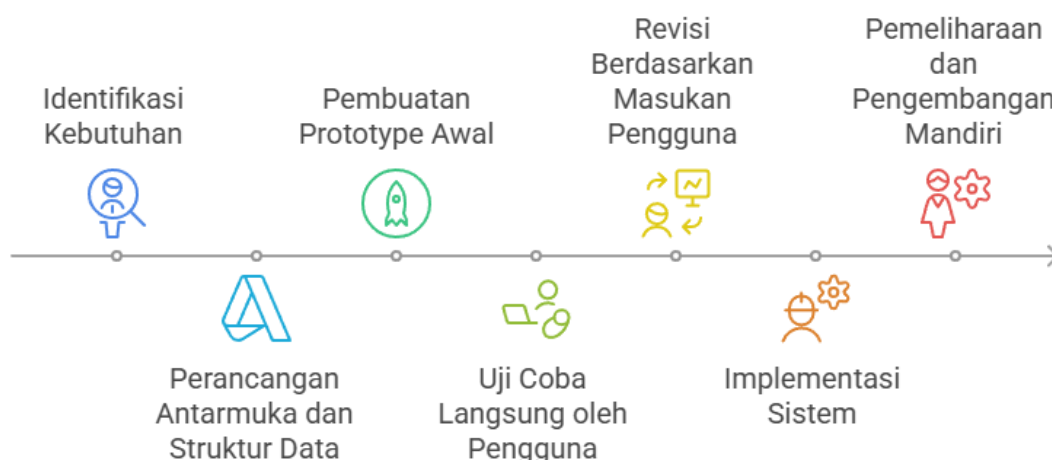 Identifikasi
Kebutuhan
Perancangan
Antarmuka dan
Struktur Data
Pembuatan
Prototype Awal
Uji Coba
Langsung oleh
Pengguna
Revisi
Berdasarkan
Masukan
Pengguna
Implementasi
Sistem
Pemeliharaan
dan
Pengembangan
Mandiri